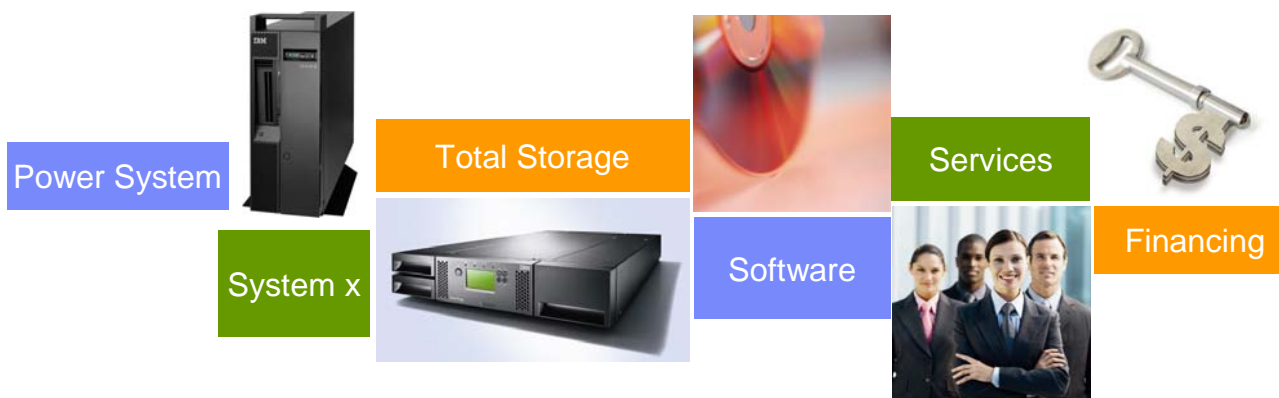 Power System
IBM
System x
Total Storage
Software
Services
Financing